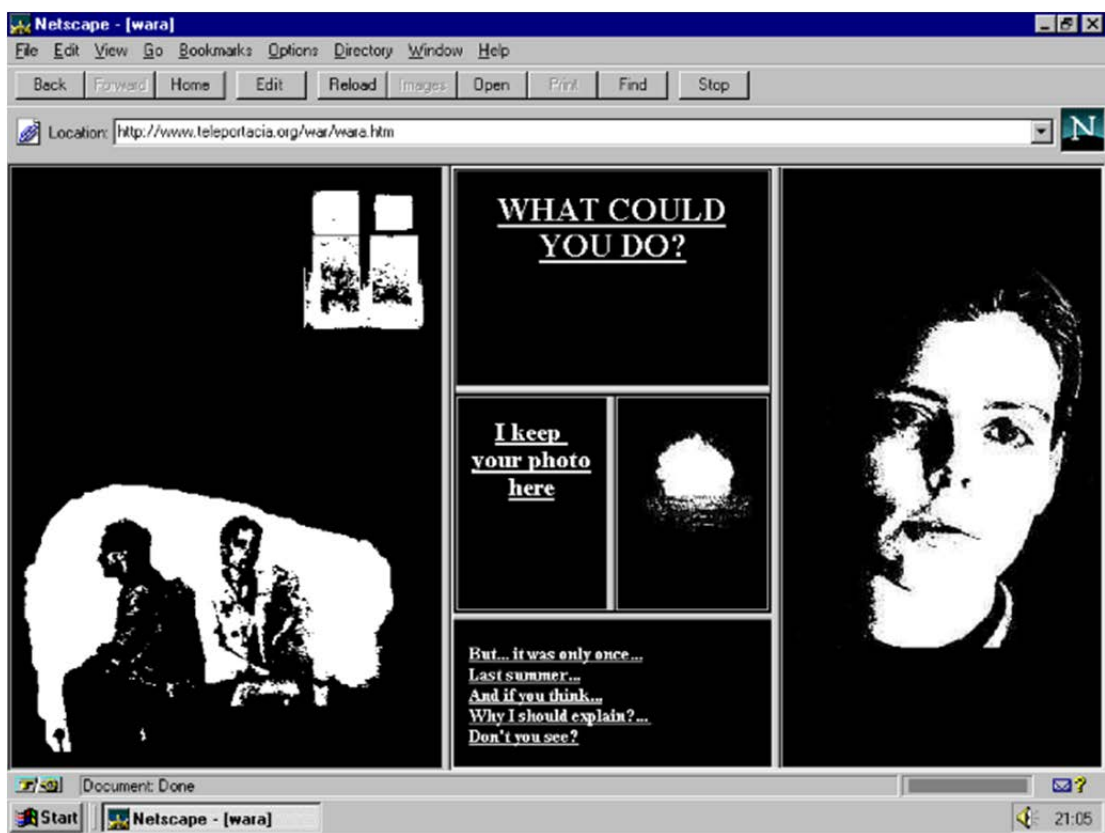 Netscape - [wara]
File Edit View Go Bookmarks Options Directory Window Help
Back Forward Home Edit Reload Images Open Print Find Stop
Location: http://www.teleportacia.org/war/wara.htm
N
WHAT COULD
YOU DO?
I keep
your photo
here
But... it was only once...
Last summer...
And if you think...
Why I should explain?...
Don't you see?
Document: Done
Start Netscape - [wara] 21:05